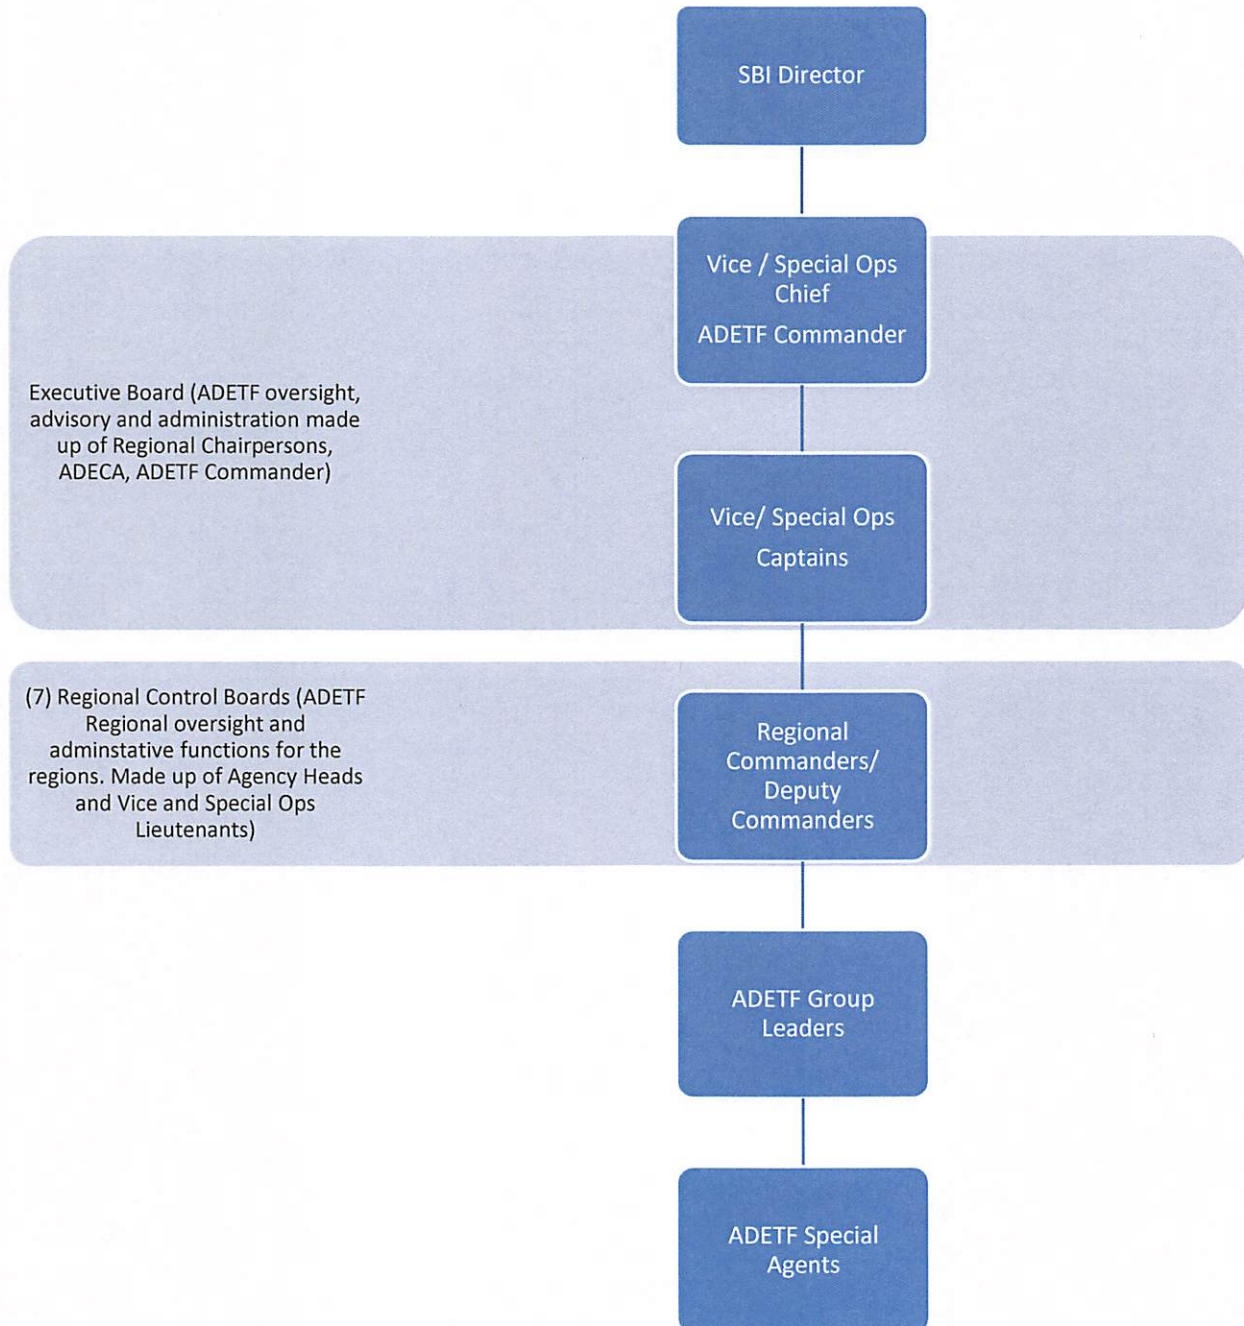 SBI Director
Vice / Special Ops
Chief
ADETF Commander
Executive Board (ADETF oversight,
advisory and administration made
up of Regional Chairpersons,
ADECA, ADETF Commander)
Vice/ Special Ops
Captains
(7) Regional Control Boards (ADETF
Regional oversight and
adminstative functions for the
regions. Made up of Agency Heads
and Vice and Special Ops
Lieutenants)
Regional
Commanders/
Deputy
Commanders
ADETF Group
Leaders
ADETF Special
Agents